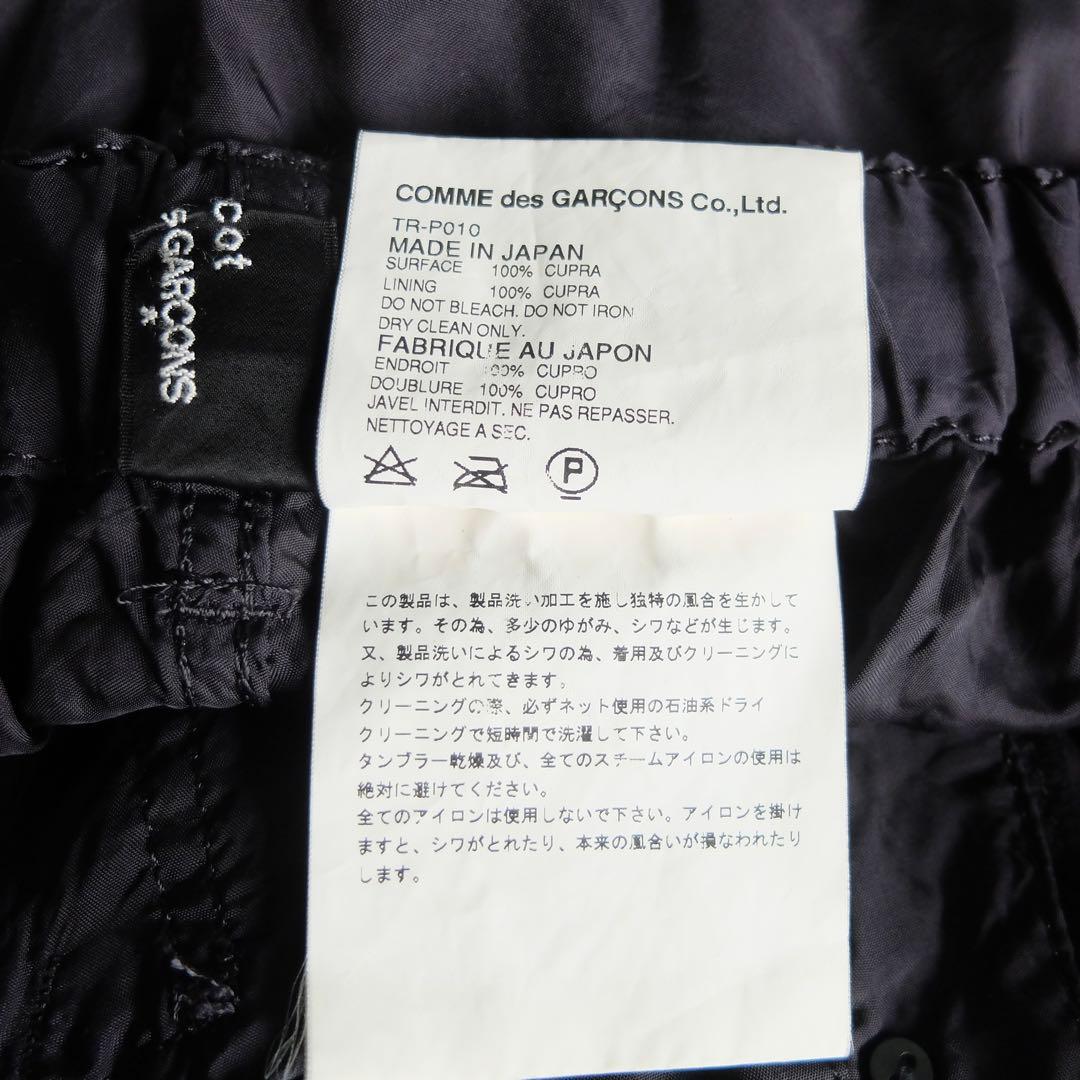 cot
sGARÇONS
*
COMME des GARÇONS Co.,Ltd.
TR-P010
MADE IN JAPAN
SURFACE 100% CUPRA
LINING 100% CUPRA
DO NOT BLEACH. DO NOT IRON
DRY CLEAN ONLY.
FABRIQUE AU JAPON
ENDROIT 100% CUPRO
DOUBLURE 100% CUPRO
JAVEL INTERDIT. NE PAS REPASSER.
NETTOYAGE A SEC.
P
この製品は、製品洗い加工を施し独特の風合を生かして
います。その為、多少のゆがみ、シワなどが生じます。
又、製品洗いによるシワの為、着用及びクリーニングに
よりシワがとれてきます。
クリーニングの際、必ずネット使用の石油系ドライ
クリーニングで短時間で洗濯して下さい。
タンブラー乾燥及び、全てのスチームアイロンの使用は
絶対に避けてください。
全てのアイロンは使用しないで下さい。アイロンを掛け
ますと、シワがとれたり、本来の風合いが損なわれたり
します。